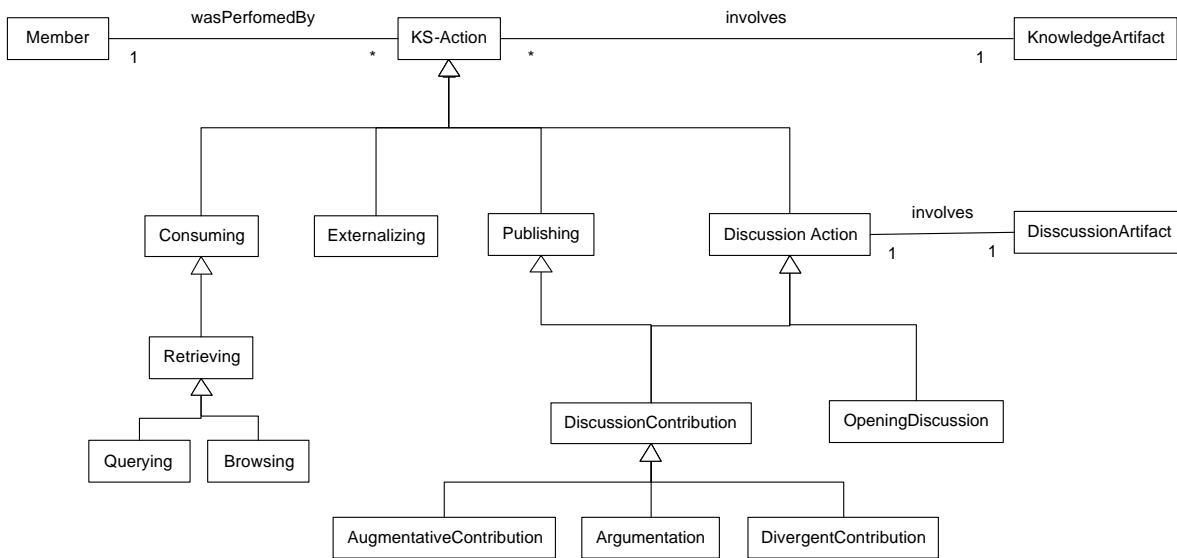 wasPerfomedBy
involves
Member
KS-Action
KnowledgeArtifact
1
*
*
1
Consuming
Externalizing
Publishing
Discussion Action
involves
DisscussionArtifact
1
1
Retrieving
DiscussionContribution
OpeningDiscussion
Querying
Browsing
AugmentativeContribution
Argumentation
DivergentContribution